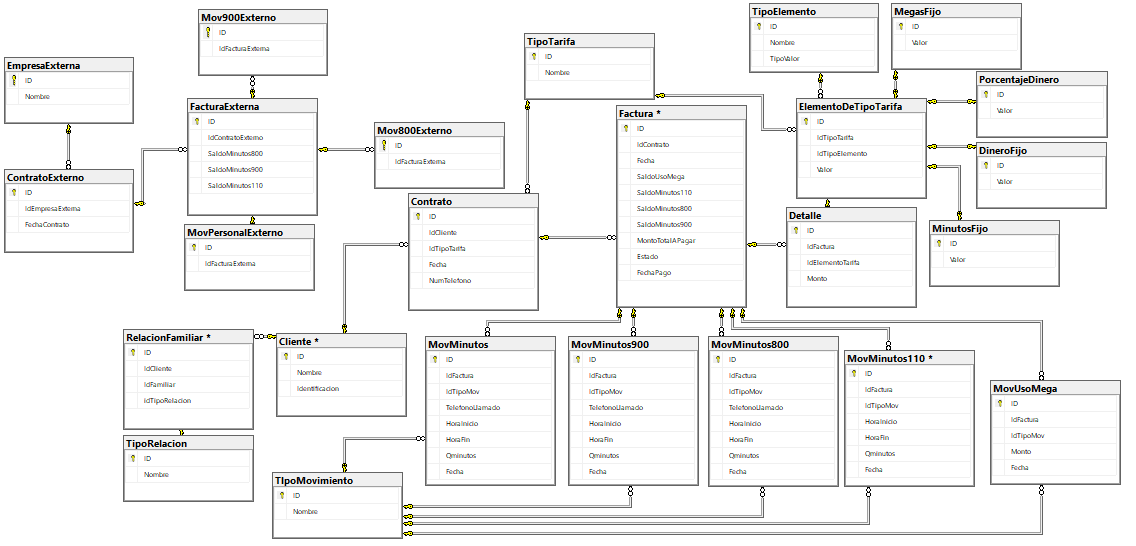 Mov900Externo
ID
IdFacturaExterna
EmpresaExterna
ID
Nombre
FacturaExterna
ID
IdContratoExterno
SaldoMinutos800
SaldoMinutos900
SaldoMinutos110
Mov800Externo
ID
IdFacturaExterna
ContratoExterno
ID
IdEmpresaExterna
FechaContrato
MovPersonalExterno
ID
IdFacturaExterna
TipoTarifa
ID
Nombre
TipoElemento
ID
Nombre
TipoValor
MegasFijo
ID
Valor
PorcentajeDinero
ID
Valor
ElementoDeTipoTarifa
ID
IdTipoTarifa
IdTipoElemento
Valor
DineroFijo
ID
Valor
Factura *
ID
IdContrato
Fecha
SaldoUsoMega
SaldoMinutos110
SaldoMinutos800
SaldoMinutos900
MontoTotalAPagar
Estado
FechaPago
Contrato
ID
IdCliente
IdTipoTarifa
Fecha
NumTelefono
Detalle
ID
IdFactura
IdElementoTarifa
Monto
MinutosFijo
ID
Valor
RelacionFamiliar *
ID
IdCliente
IdFamiliar
IdTipoRelacion
Cliente *
ID
Nombre
Identificacion
TipoRelacion
ID
Nombre
MovMinutos
ID
IdFactura
IdTipoMov
TelefonoLlamado
HoraInicio
HoraFin
Qminutos
Fecha
MovMinutos900
ID
IdFactura
IdTipoMov
TelefonoLlamado
HoraInicio
HoraFin
Qminutos
Fecha
MovMinutos800
ID
IdFactura
IdTipoMov
TelefonoLlamado
HoraInicio
HoraFin
Qminutos
Fecha
MovMinutos110 *
ID
IdFactura
IdTipoMov
HoraInicio
HoraFin
Qminutos
Fecha
MovUsoMega
ID
IdFactura
IdTipoMov
Monto
Fecha
TIpoMovimiento
ID
Nombre